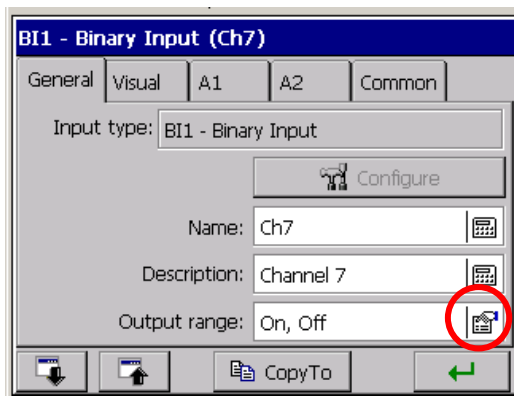 BI1 - Binary Input (Ch7)
General Visual A1 A2 Common
Input type: BI1 - Binary Input
Configure
Name: Ch7
Description: Channel 7
Output range: On, Off
CopyTo